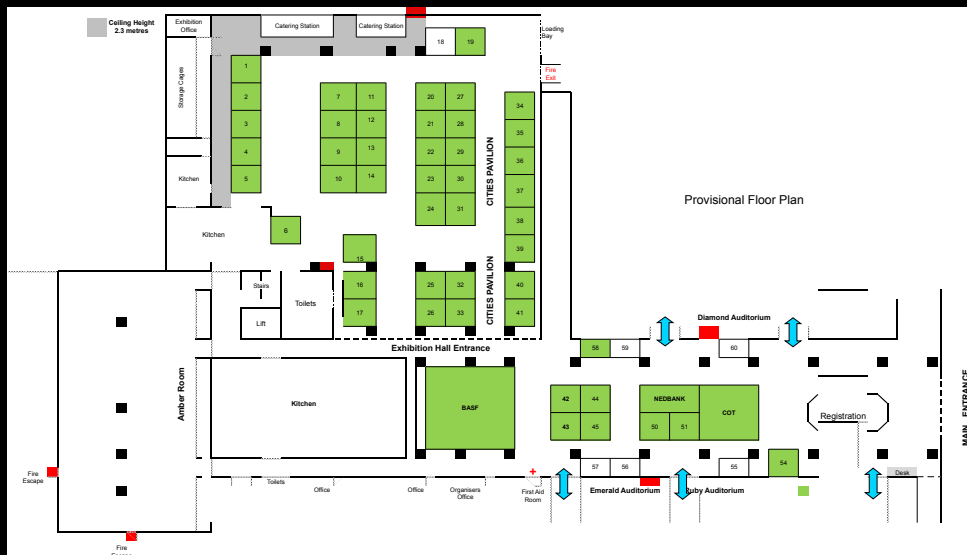 Ceiling Height
2.3 metres
Exhibition
Office
Catering Station
Catering Station
Loading
Bay
18
19
Fire
Exit
Storage Cages
1
2
3
4
5
7
11
8
12
9
13
10
14
20
27
21
28
22
29
23
30
24
31
CITIES PAVILION
34
35
36
37
38
39
Kitchen
Provisional Floor Plan
Kitchen
6
15
16
17
25
32
26
33
CITIES PAVILION
40
41
Stairs
Toilets
Lift
Exhibition Hall Entrance
Diamond Auditorium
58
59
60
Amber Room
Kitchen
BASF
42
44
43
45
NEDBANK
50
51
COT
Registration
MAIN ENTRANCE
57
56
55
54
Desk
Fire
Escape
Toilets
Office
Office
Organisers
Office
First Aid
Room
Emerald Auditorium
Ruby Auditorium
Fire
Escape